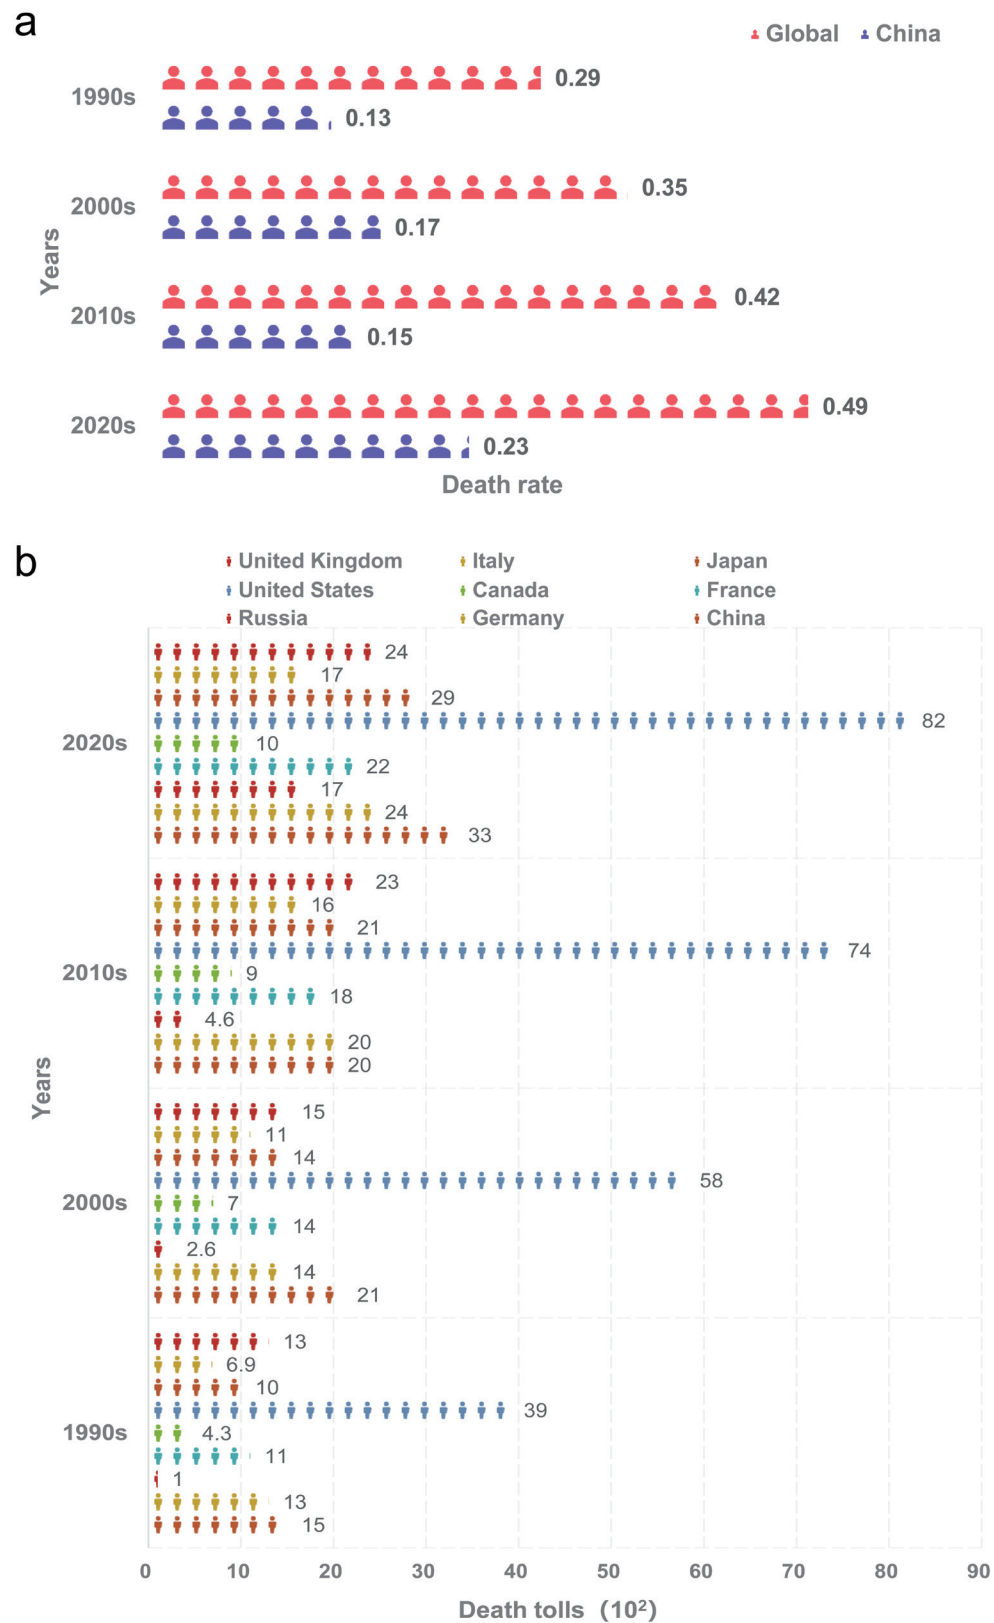 a
Global China
0.29
1990s
0.13
0.35
2000s
0.17
Years
0.42
2010s
0.15
0.49
2020s
0.23
Death rate
b
United Kingdom Italy Japan
United States Canada France
Russia Germany China
24
17
29
82
2020s
10
22
17
24
33
23
16
21
74
2010s
9
18
4.6
20
20
Years
15
11
14
58
2000s
7
14
2.6
14
21
13
6.9
10
39
1990s
4.3
11
1
13
15
0 10 20 30 40 50 60 70 80 90
Death tolls (10²)